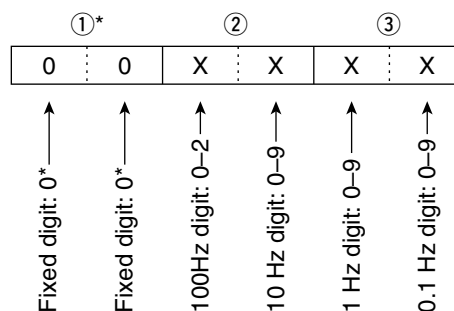 ①* ② ③
0 0 X X X X
Fixed digit: 0*
Fixed digit: 0*
100Hz digit: 0–2
10 Hz digit: 0–9
1 Hz digit: 0–9
0.1 Hz digit: 0–9